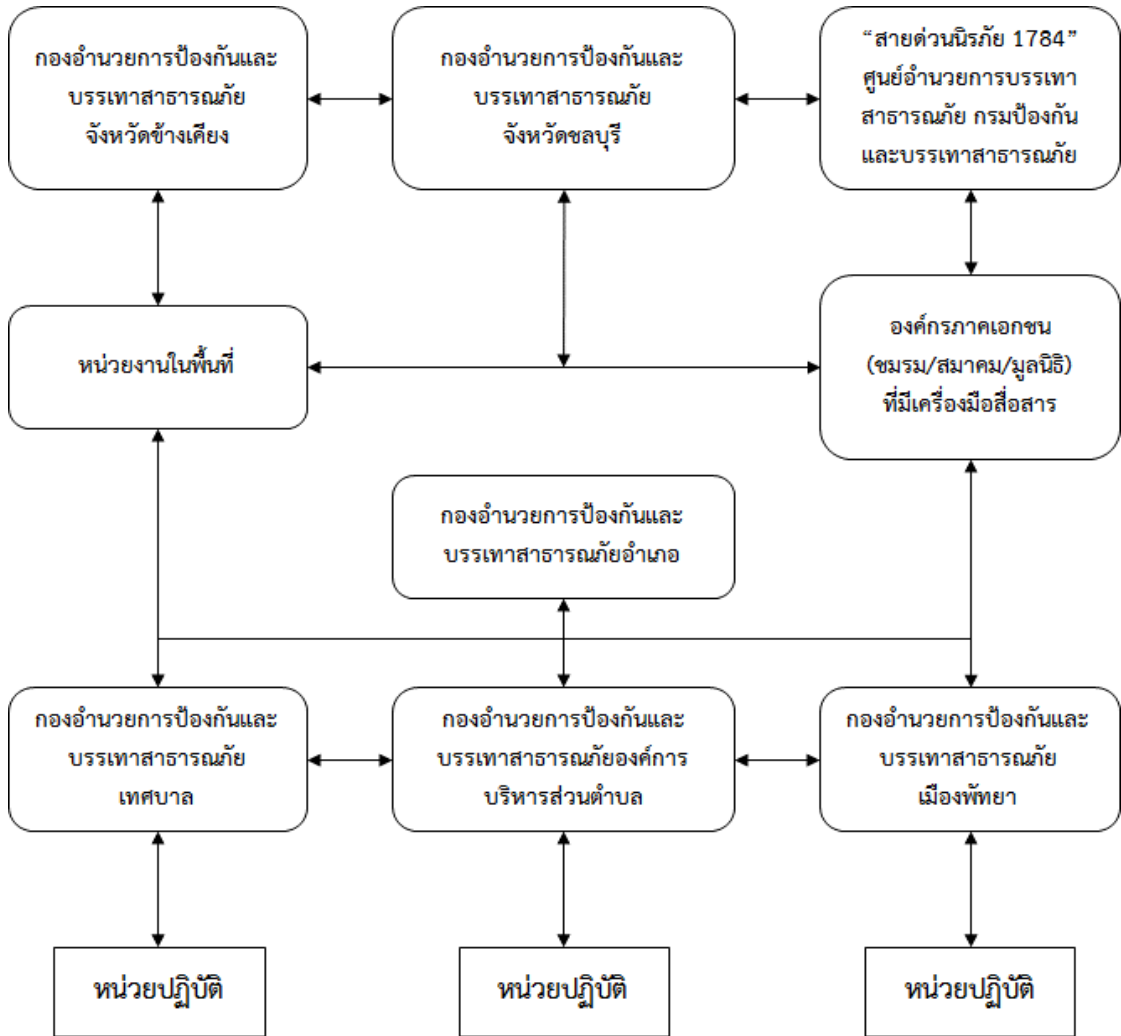 กองอำนวยการป้องกันและ
บรรเทาสาธารณภัย
จังหวัดข้างเคียง
กองอำนวยการป้องกันและ
บรรเทาสาธารณภัย
จังหวัดชลบุรี
“สายด่วนนิรภัย 1784”
ศูนย์อำนวยการบรรเทา
สาธารณภัย กรมป้องกัน
และบรรเทาสาธารณภัย
หน่วยงานในพื้นที่
องค์กรภาคเอกชน
(ชมรม/สมาคม/มูลนิธิ)
ที่มีเครื่องมือสื่อสาร
กองอำนวยการป้องกันและ
บรรเทาสาธารณภัยอำเภอ
กองอำนวยการป้องกันและ
บรรเทาสาธารณภัย
เทศบาล
กองอำนวยการป้องกันและ
บรรเทาสาธารณภัยองค์การ
บริหารส่วนตำบล
กองอำนวยการป้องกันและ
บรรเทาสาธารณภัย
เมืองพัทยา
หน่วยปฏิบัติ
หน่วยปฏิบัติ
หน่วยปฏิบัติ